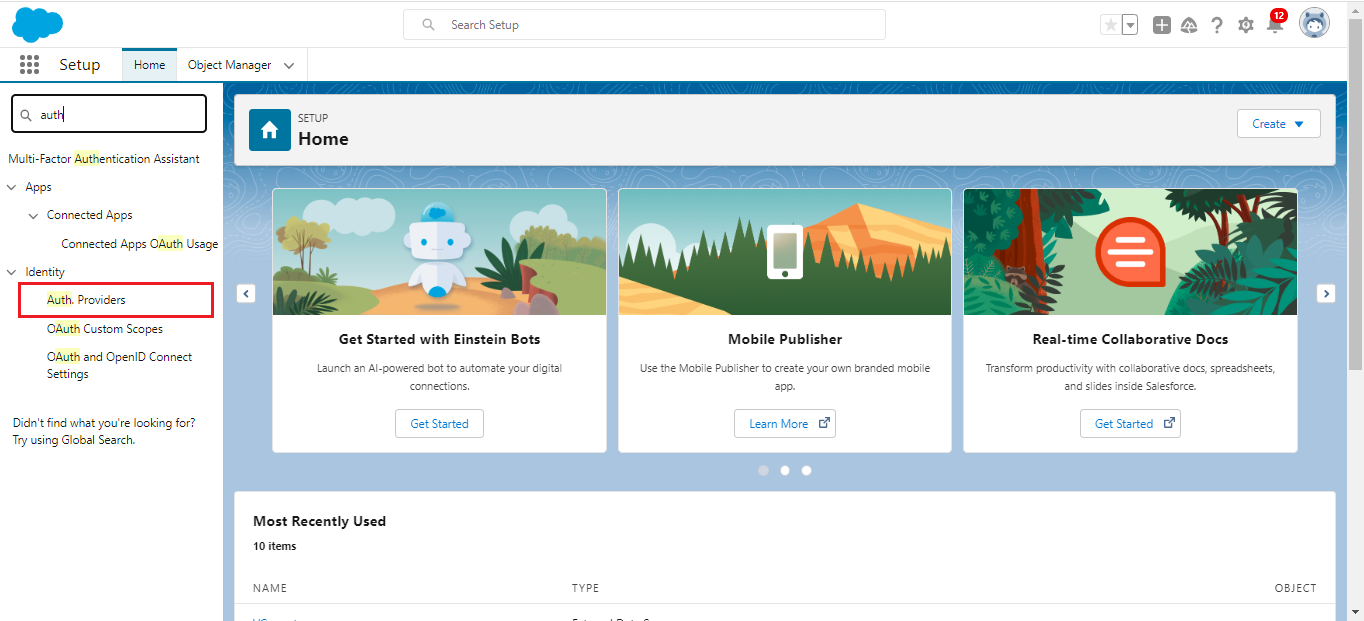 Search Setup
12
Setup
Home
Object Manager
auth
Multi-Factor Authentication Assistant
Apps
Connected Apps
Connected Apps OAuth Usage
Identity
Auth. Providers
OAuth Custom Scopes
OAuth and OpenID Connect
Settings
Didn't find what you're looking for?
Try using Global Search.
SETUP
Home
Create
Get Started with Einstein Bots
Launch an AI-powered bot to automate your digital
connections.
Get Started
Mobile Publisher
Use the Mobile Publisher to create your own branded mobile
app.
Learn More
Real-time Collaborative Docs
Transform productivity with collaborative docs, spreadsheets,
and slides inside Salesforce.
Get Started
Most Recently Used
10 items
NAME
TYPE
OBJECT